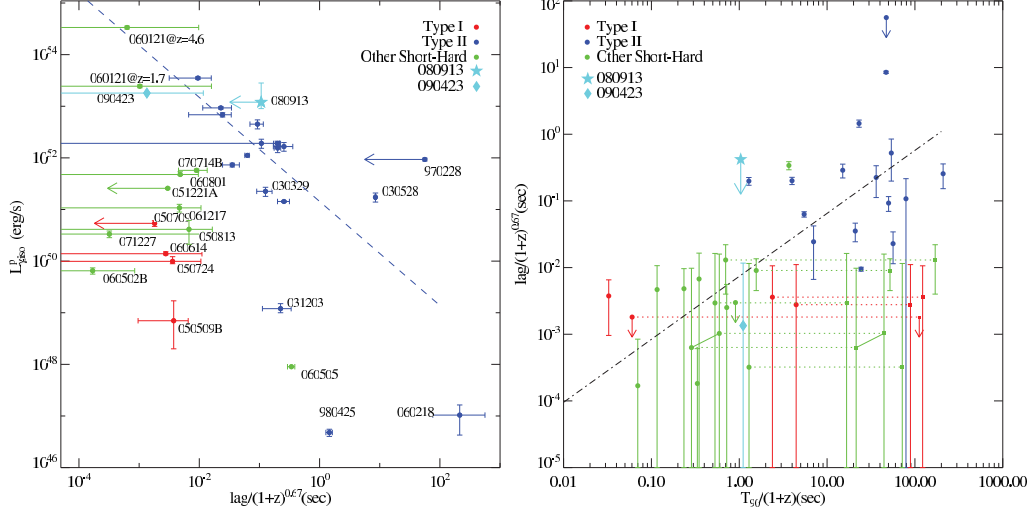 10^54
10^52
10^50
10^48
10^46
L^p_γ,iso (erg/s)
Type I
Type II
Other Short-Hard
080913
090423
060121@z=4.6
060121@z=1.7
090423
080913
070714B
060801
051221A
970228
030329
030528
050709
061217
071227
050813
060614
050724
060502B
031203
050509B
060505
980425
060218
10^-4
10^-2
10^0
10^2
lag/(1+z)^0.67(sec)
10^2
10^1
10^0
10^-1
10^-2
10^-3
10^-4
10^-5
lag/(1+z)^0.67(sec)
Type I
Type II
Other Short-Hard
080913
090423
0.01
0.10
1.00
10.00
100.00
1000.00
T_90/(1+z)(sec)